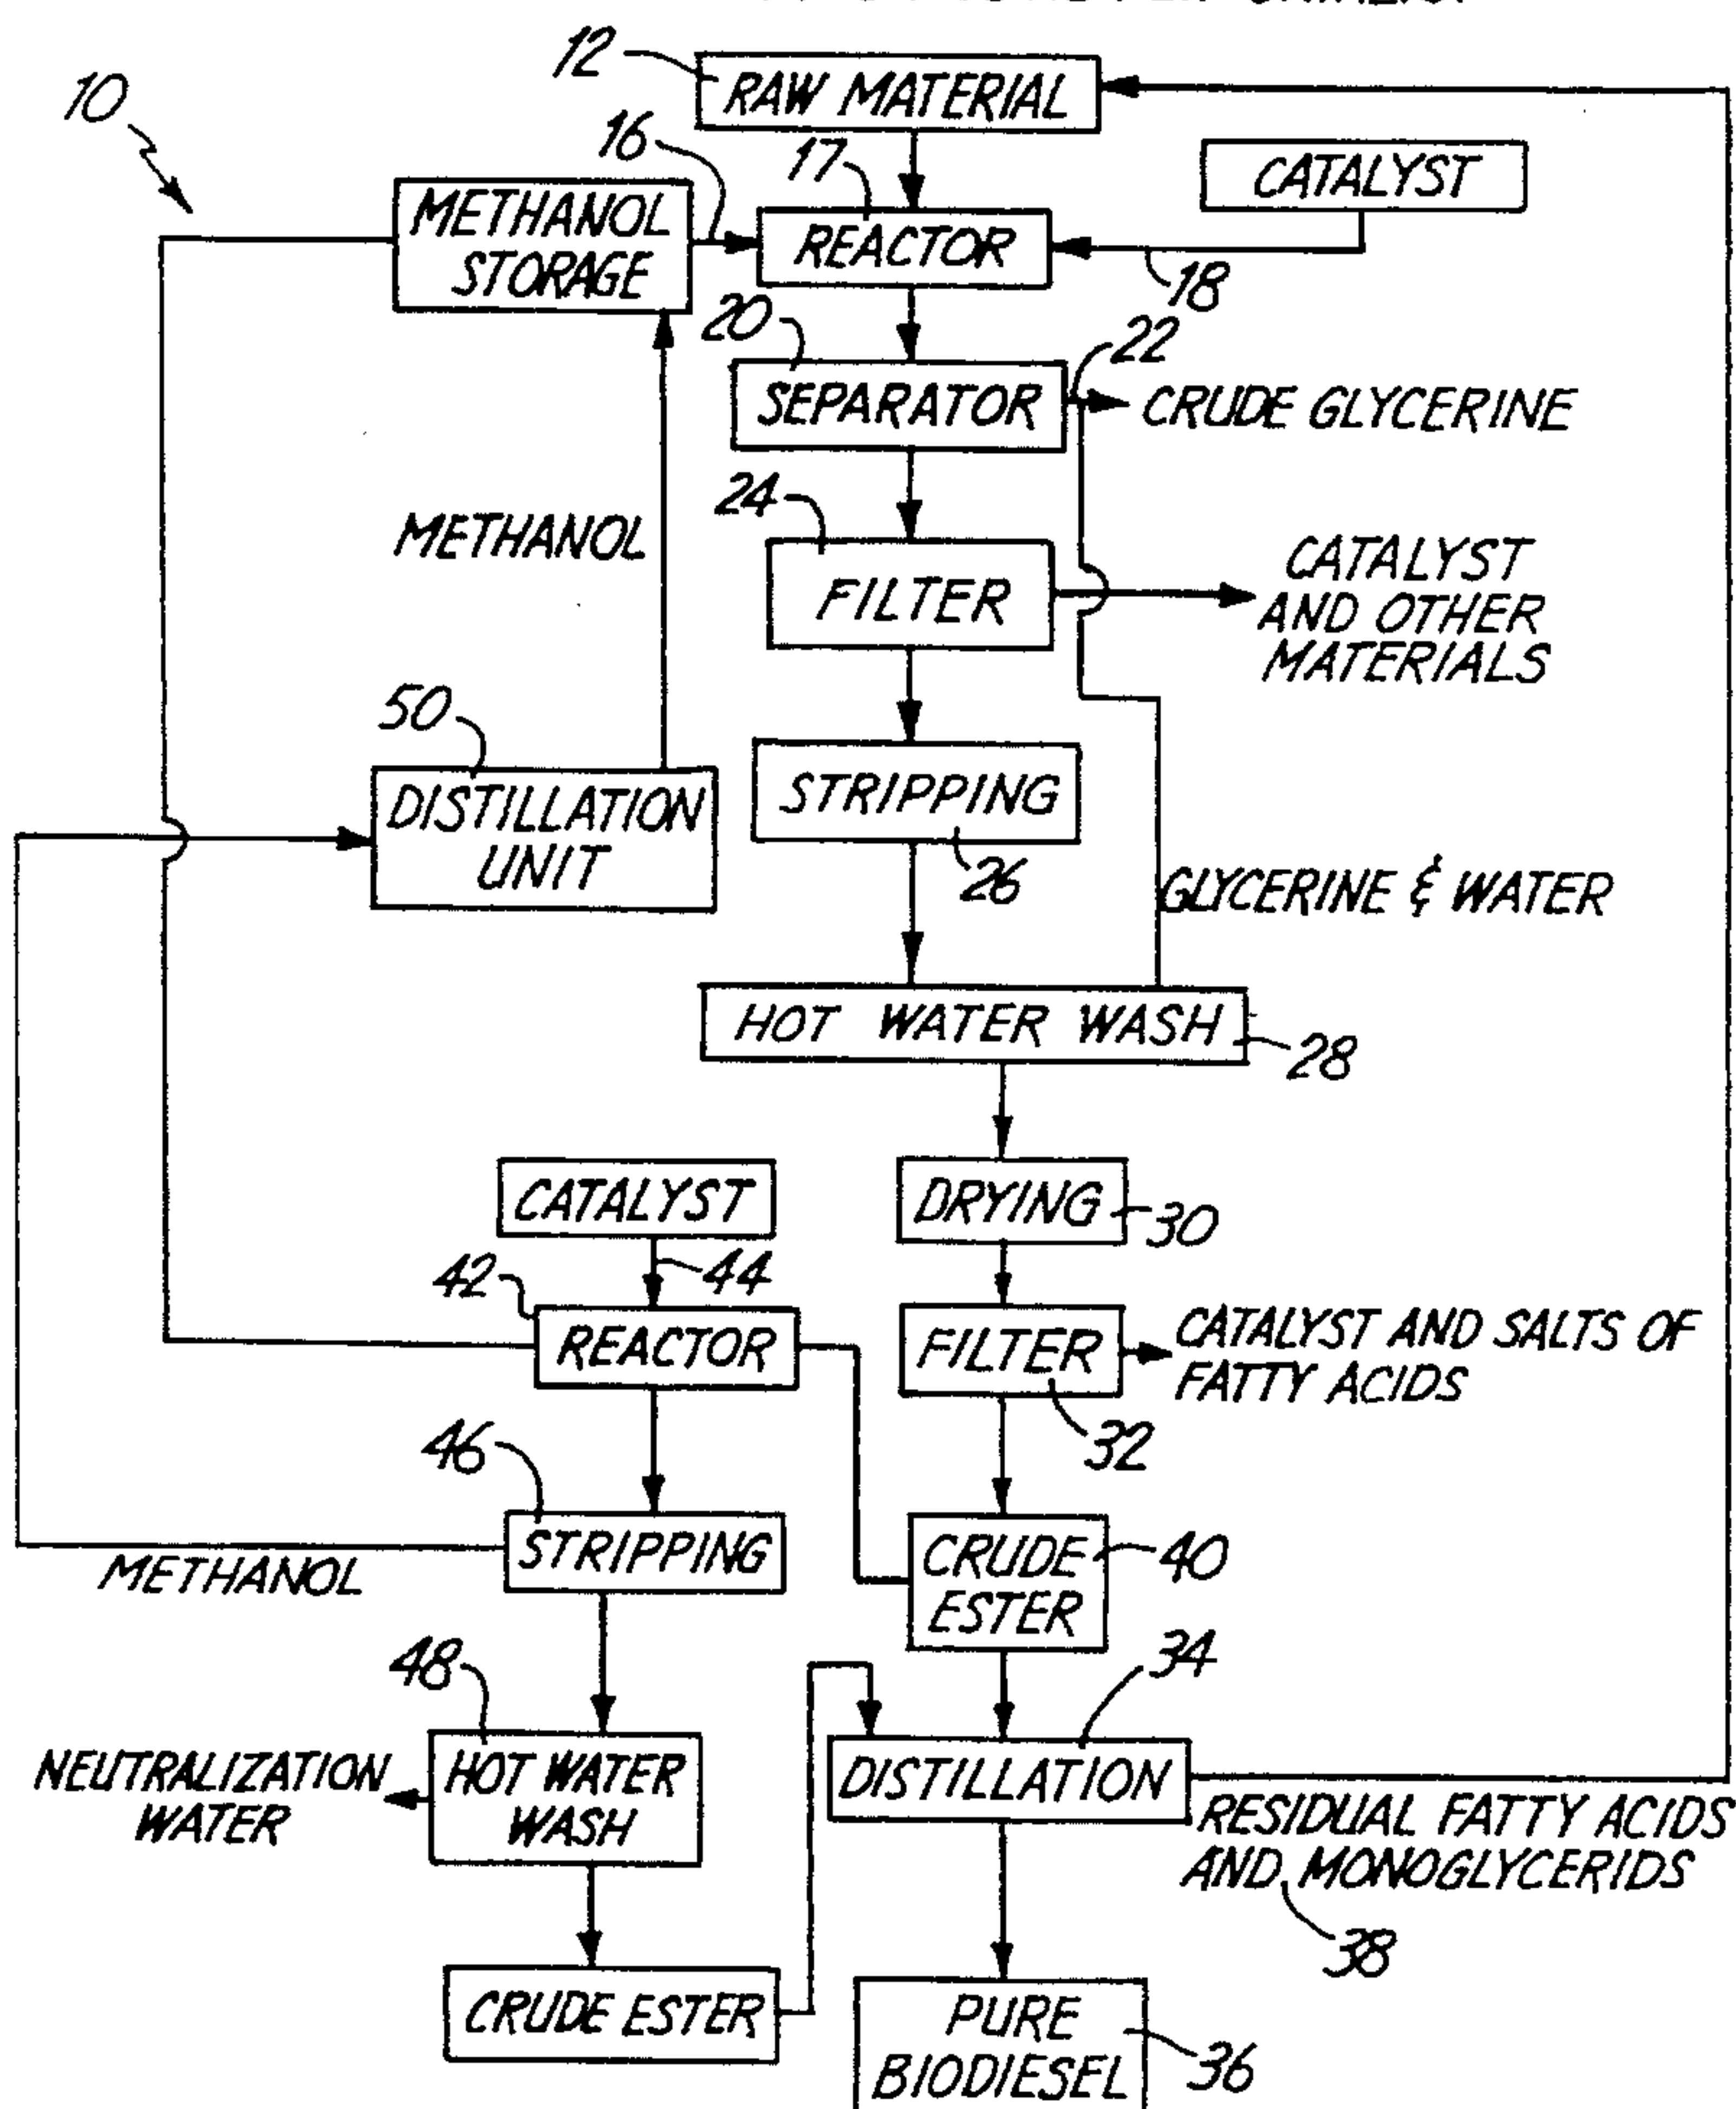 12
RAW MATERIAL
10
16
17
CATALYST
METHANOL
STORAGE
REACTOR
18
20
22
SEPARATOR
CRUDE GLYCERINE
24
METHANOL
FILTER
CATALYST
AND OTHER
MATERIALS
50
DISTILLATION
UNIT
STRIPPING
26
GLYCERINE & WATER
HOT WATER WASH
28
CATALYST
DRYING
30
42
44
REACTOR
FILTER
CATALYST AND SALTS OF
FATTY ACIDS
32
46
STRIPPING
METHANOL
CRUDE
ESTER
40
34
48
NEUTRALIZATION
WATER
HOT WATER
WASH
DISTILLATION
RESIDUAL FATTY ACIDS
AND MONOGLYCERIDS
38
CRUDE ESTER
PURE
BIODIESEL
36